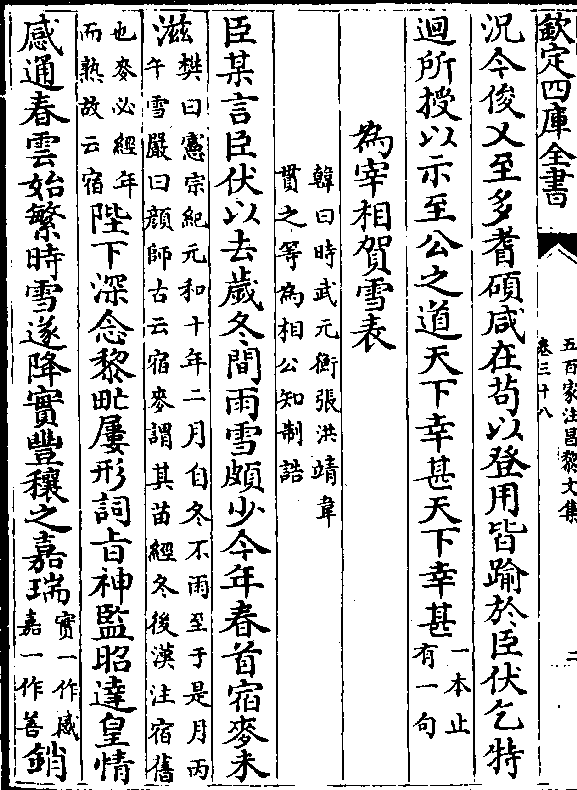 欽定四庫全書
五百家注昌黎文集
卷三十八
二
況今俊乂至多耆碩咸在苟以登用皆踰於臣伏乞特
迴所授以示至公之道天下幸甚天下幸甚
一本止
有一句
為宰相賀雪表
韓曰時武元衡張洪靖韋
貫之等為相公知制誥
臣某言臣伏以去歲冬間雨雪頗少今年春首宿麥未
滋
樊曰憲宗紀元和十年二月自冬不雨至于是月丙
午雪嚴曰顔師古云宿麥謂其苗經冬後漢注宿舊
也麥必經年
而熟故云宿
陛下深念黎甿屢形詞旨神監昭達皇情
感通春雲始繁時雪遂降實豐穰之嘉瑞
實一作感
嘉一作善
銷